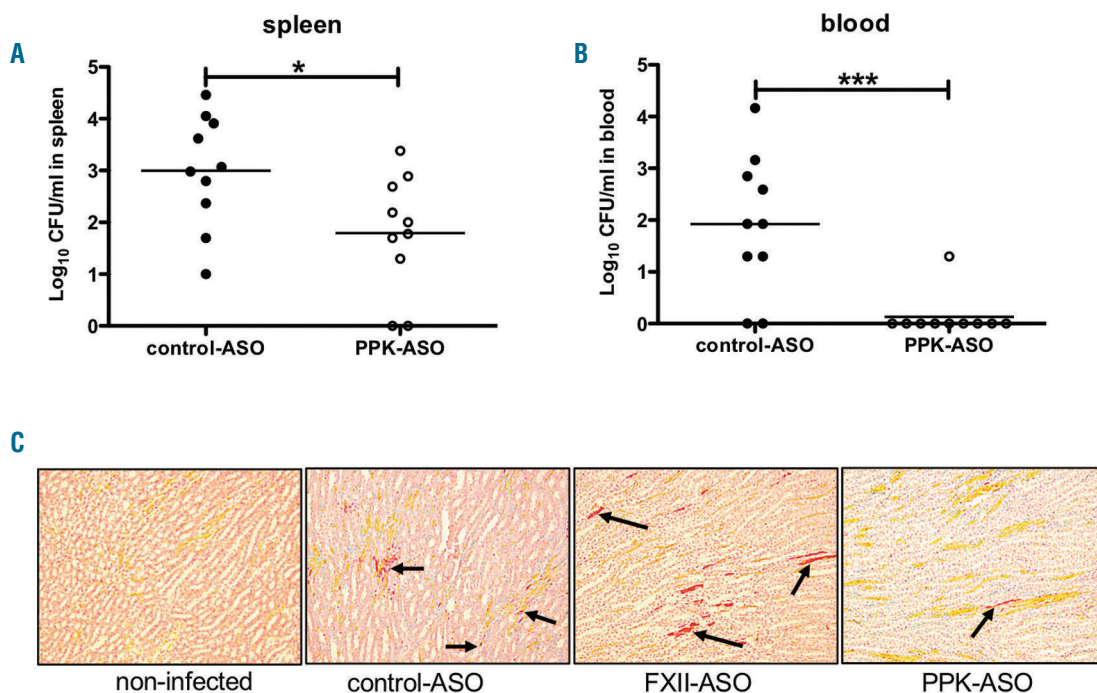 spleen
A
*
5
4
3
2
1
0
Log10 CFU/ml in spleen
control-ASO PPK-ASO
blood
B
***
5
4
3
2
1
0
Log10 CFU/ml in blood
control-ASO PPK-ASO
C
non-infected control-ASO FXII-ASO PPK-ASO